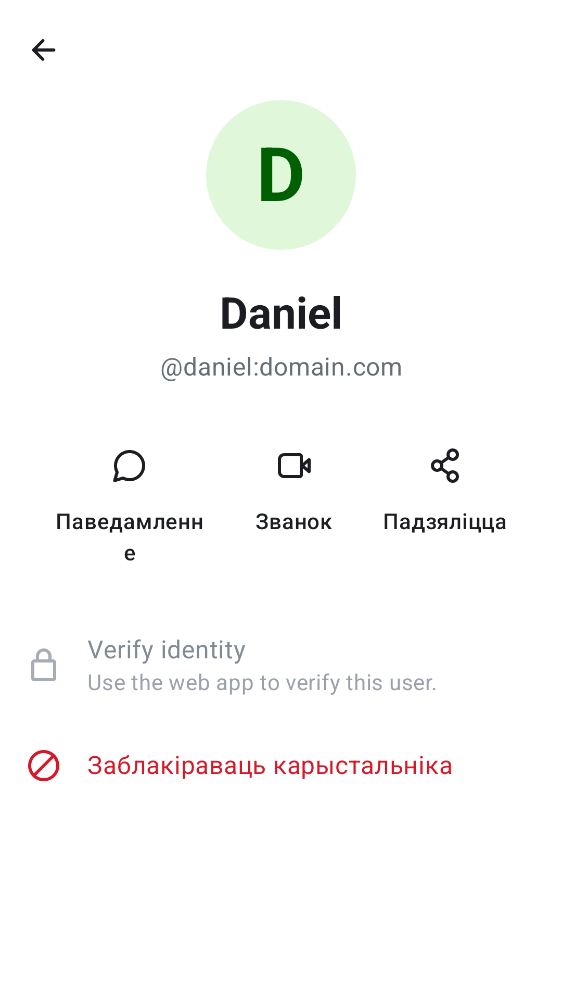 D
Daniel
@daniel:domain.com
Паведамленн
е
Званок
Падзяліцца
Verify identity
Use the web app to verify this user.
Заблакіраваць карыстальніка